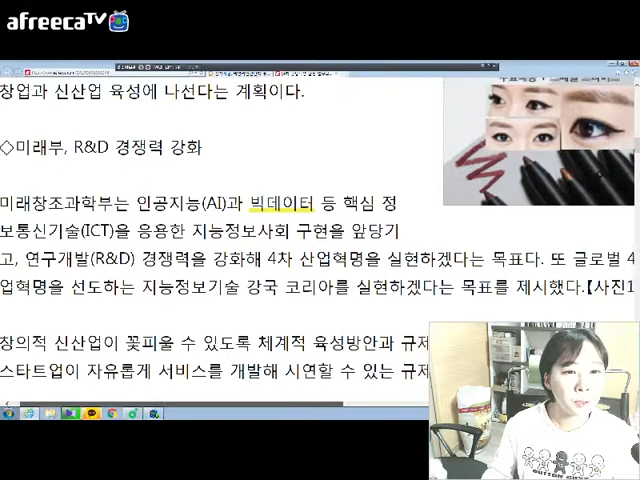 afreecaTV
창업과 신산업 육성에 나선다는 계획이다.
◇미래부, R&D 경쟁력 강화
미래창조과학부는 인공지능(AI)과 빅데이터 등 핵심 정
보통신기술(ICT)을 응용한 지능정보사회 구현을 앞당기
고, 연구개발(R&D) 경쟁력을 강화해 4차 산업혁명을 실현하겠다는 목표다. 또 글로벌 4
업혁명을 선도하는 지능정보기술 강국 코리아를 실현하겠다는 목표를 제시했다.【사진1
창의적 신산업이 꽃피울 수 있도록 체계적 육성방안과 규제
스타트업이 자유롭게 서비스를 개발해 시연할 수 있는 규제
BUTTON GUYS